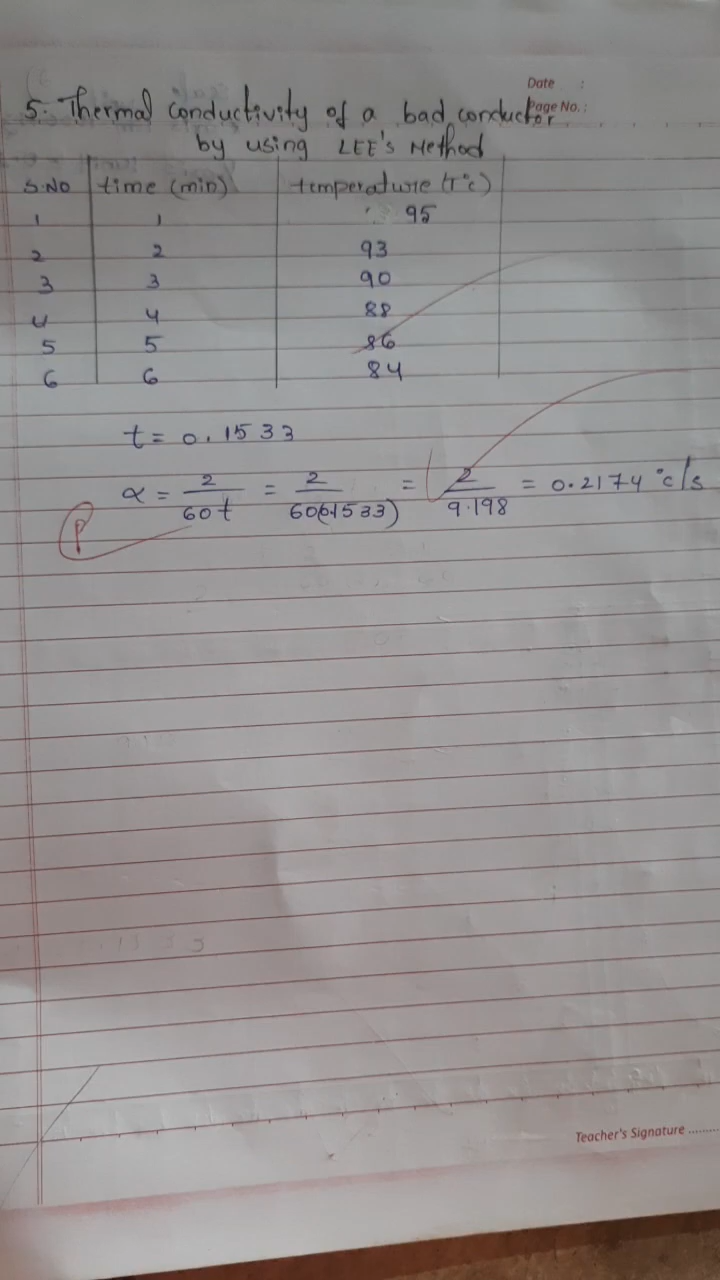 Date :
Page No. :
5. Thermal conductivity of a bad conductor
by using LEE's Method
S.NO time (min) temperature (T°c)
1 1 95
2 2 93
3 3 90
4 4 88
5 5 86
6 6 84
t = 0.1533
α = 2/60t = 2/60(0.1533) = 2/9.198 = 0.2174 °c/s
P
Teacher's Signature ........